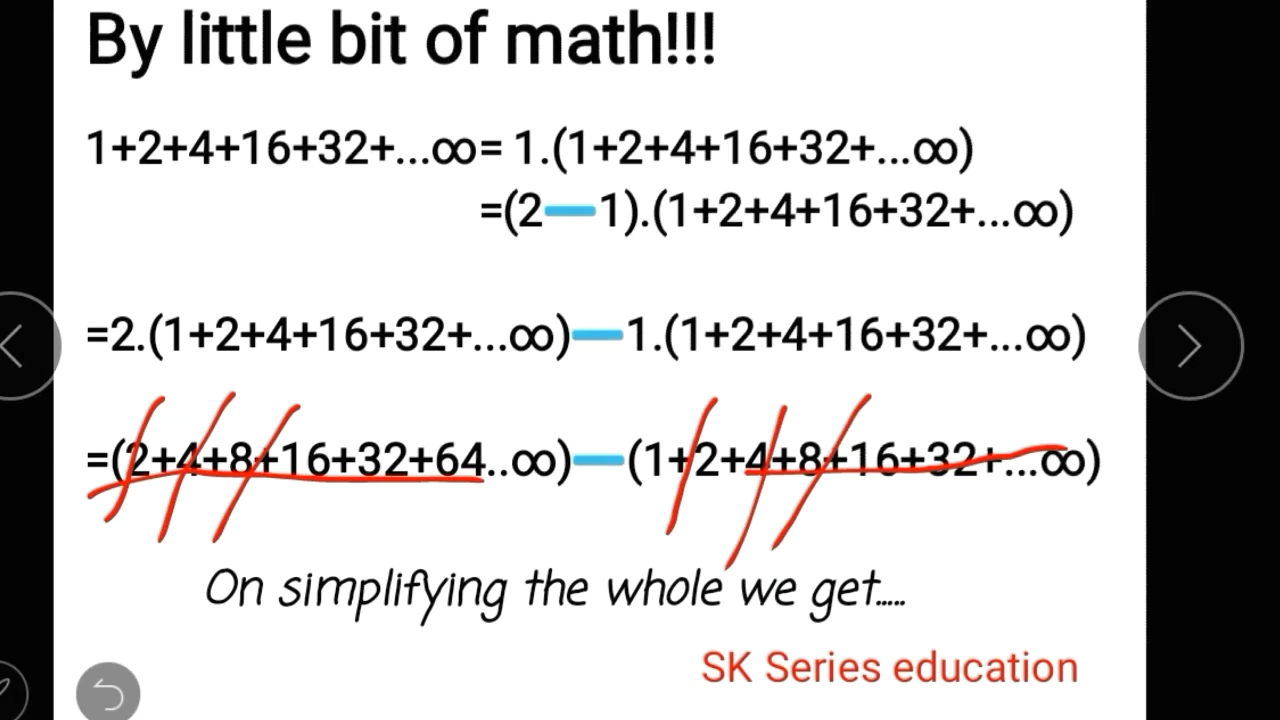 By little bit of math!!!
1+2+4+16+32+...∞= 1.(1+2+4+16+32+...∞)
=(2—1).(1+2+4+16+32+...∞)
=2.(1+2+4+16+32+...∞)—1.(1+2+4+16+32+...∞)
=(2+4+8+16+32+64..∞)—(1+2+4+8+16+32+...∞)
On simplifying the whole we get.....
SK Series education